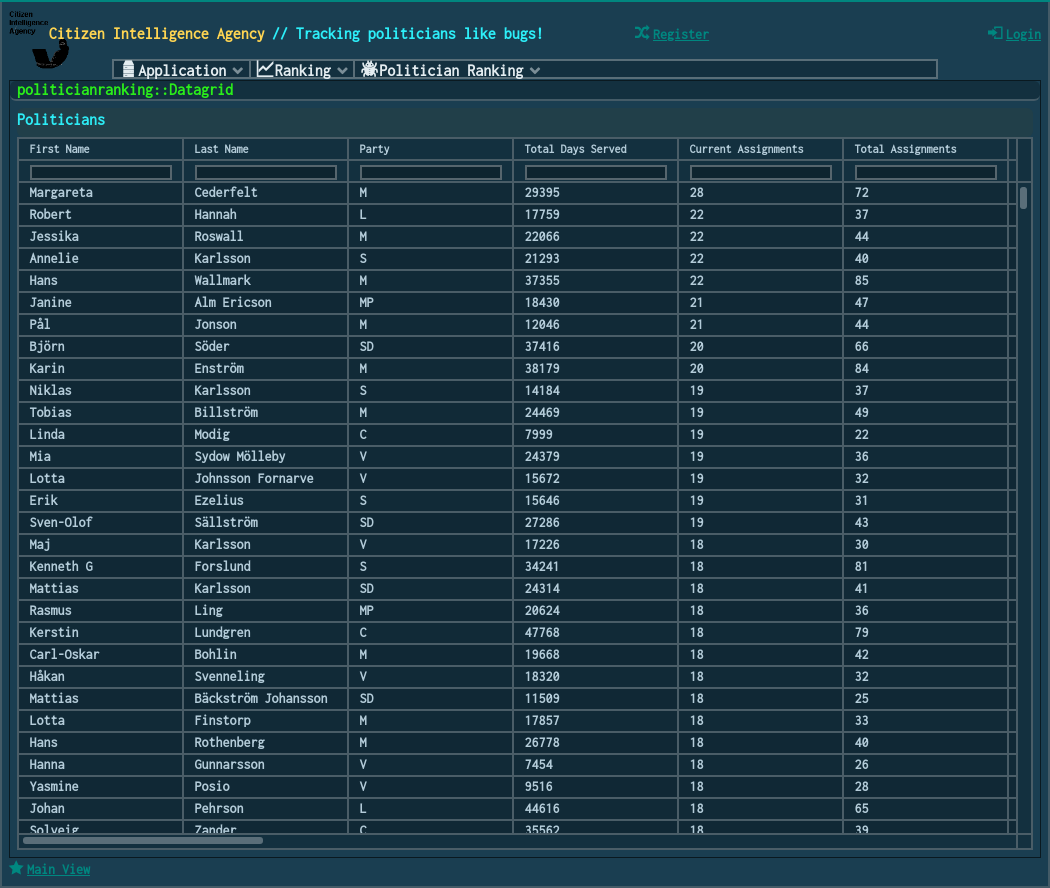 Citizen
Intelligence
Agency
Citizen Intelligence Agency // Tracking politicians like bugs!
Register
Login
Application Ranking Politician Ranking
politicianranking::Datagrid
Politicians
First Name Last Name Party Total Days Served Current Assignments Total Assignments
Margareta Cederfelt M 29395 28 72
Robert Hannah L 17759 22 37
Jessika Roswall M 22066 22 44
Annelie Karlsson S 21293 22 40
Hans Wallmark M 37355 22 85
Janine Alm Ericson MP 18430 21 47
Pål Jonson M 12046 21 44
Björn Söder SD 37416 20 66
Karin Enström M 38179 20 84
Niklas Karlsson S 14184 19 37
Tobias Billström M 24469 19 49
Linda Modig C 7999 19 22
Mia Sydow Mölleby V 24379 19 36
Lotta Johnsson Fornarve V 15672 19 32
Erik Ezelius S 15646 19 31
Sven-Olof Sällström SD 27286 19 43
Maj Karlsson V 17226 18 30
Kenneth G Forslund S 34241 18 81
Mattias Karlsson SD 24314 18 41
Rasmus Ling MP 20624 18 36
Kerstin Lundgren C 47768 18 79
Carl-Oskar Bohlin M 19668 18 42
Håkan Svenneling V 18320 18 32
Mattias Bäckström Johansson SD 11509 18 25
Lotta Finstorp M 17857 18 33
Hans Rothenberg M 26778 18 40
Hanna Gunnarsson V 7454 18 26
Yasmine Posio V 9516 18 28
Johan Pehrson L 44616 18 65
Solveig Zander C 35562 18 39
Main View